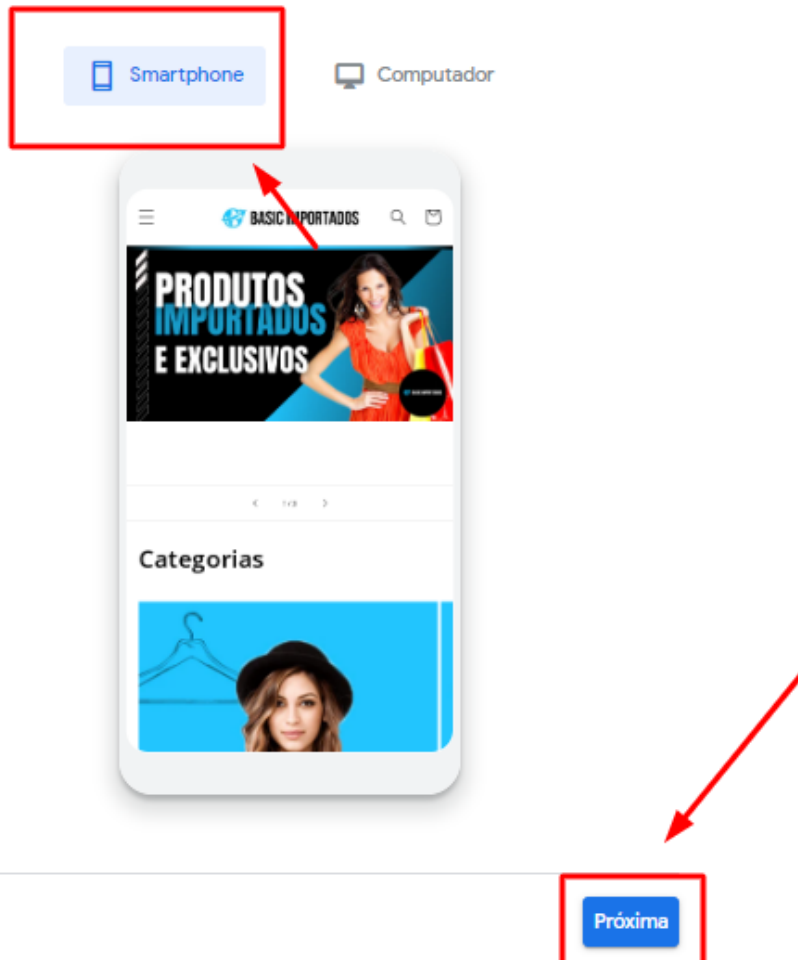 Smartphone
Computador
BASIC IMPORTADOS
PRODUTOS
IMPORTADOS
E EXCLUSIVOS
Categorias
Próxima